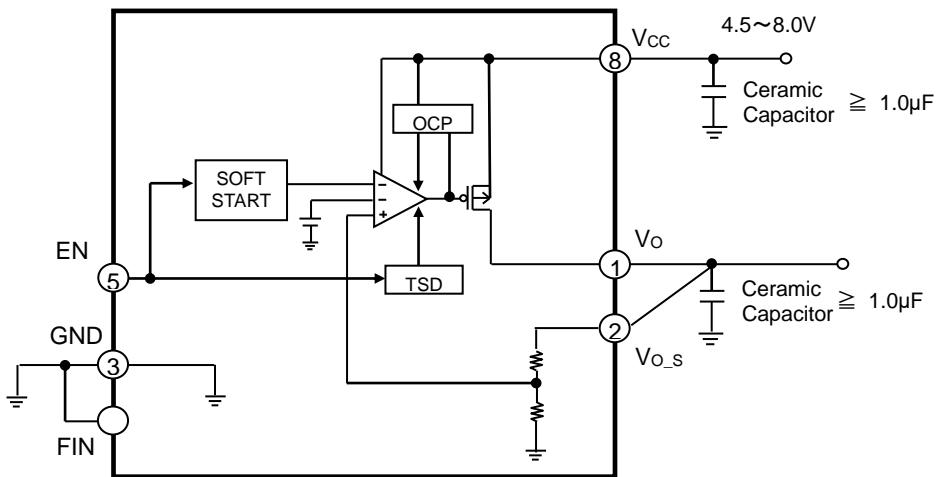 4.5～8.0V
VCC
8
Ceramic
Capacitor ≧ 1.0µF
OCP
SOFT
START
－
－
+
EN
5
TSD
VO
1
Ceramic
Capacitor ≧ 1.0µF
GND
3
2
VO_S
FIN